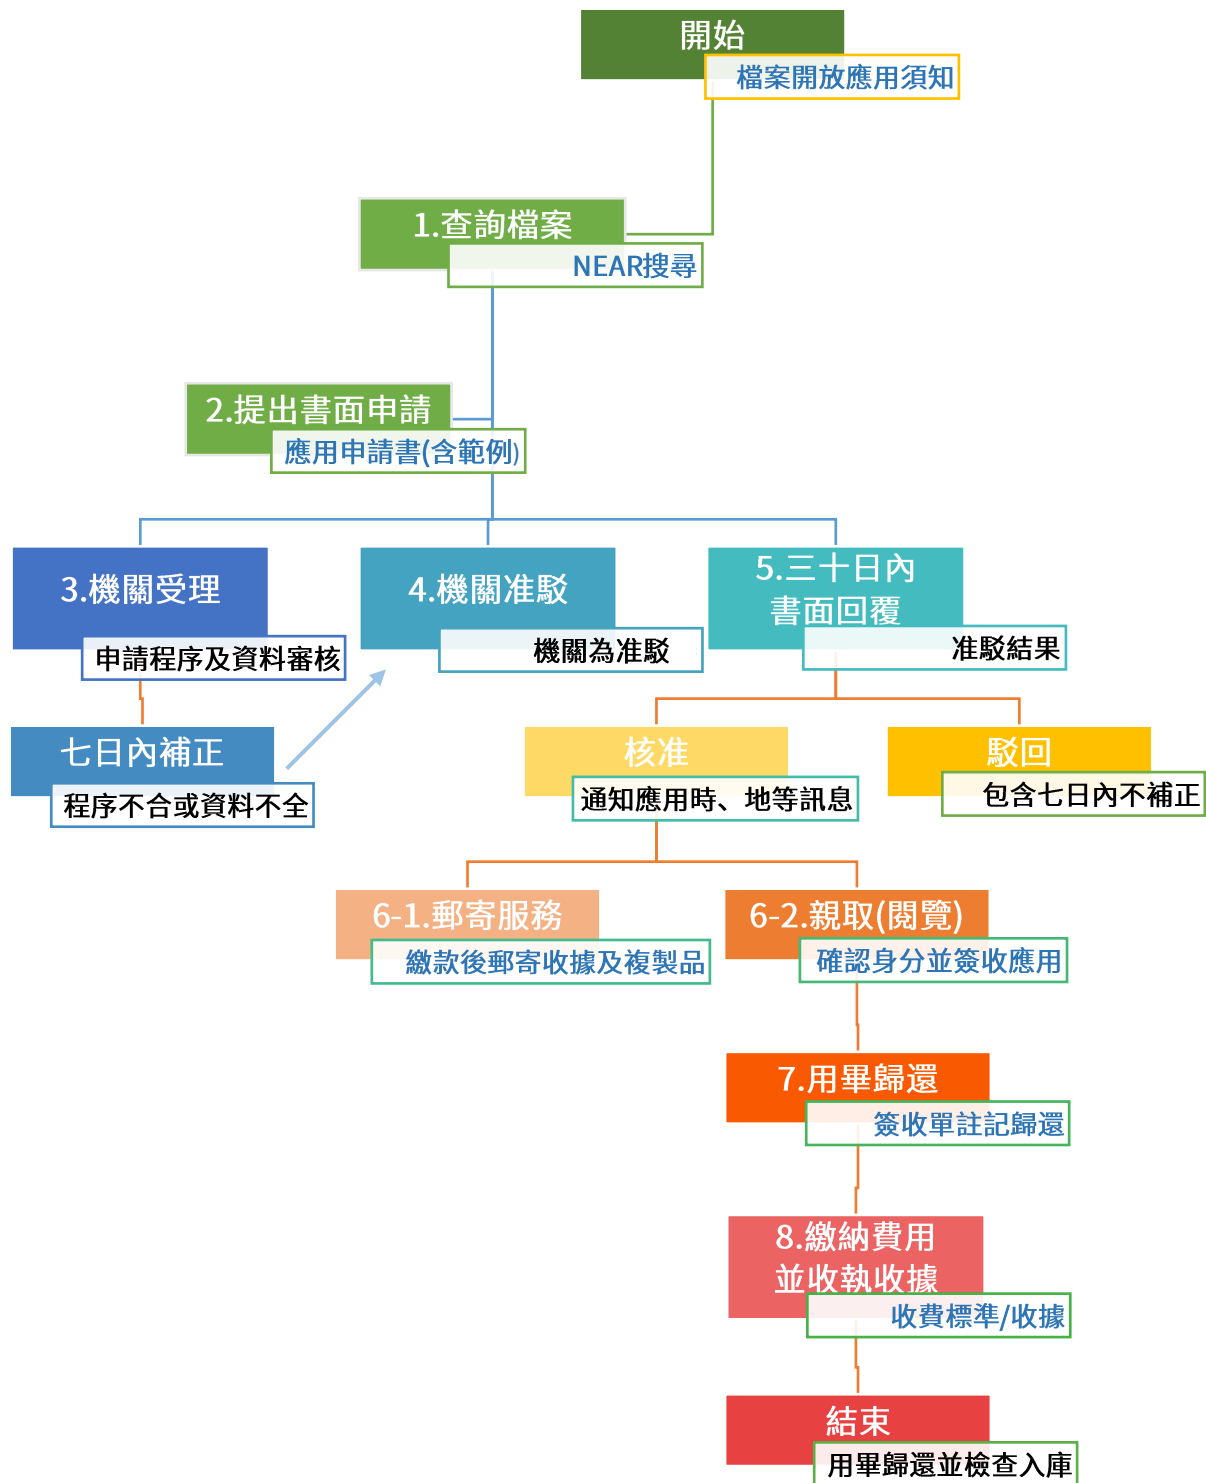 開始
檔案開放應用須知
1.查詢檔案
NEAR搜尋
2.提出書面申請
應用申請書(含範例)
3.機關受理
申請程序及資料審核
4.機關准駁
機關為准駁
5.三十日內
書面回覆
准駁結果
七日內補正
程序不合或資料不全
核准
通知應用時、地等訊息
駁回
包含七日內不補正
6-1.郵寄服務
繳款後郵寄收據及複製品
6-2.親取(閱覽)
確認身分並簽收應用
7.用畢歸還
簽收單註記歸還
8.繳納費用
並收執收據
收費標準/收據
結束
用畢歸還並檢查入庫